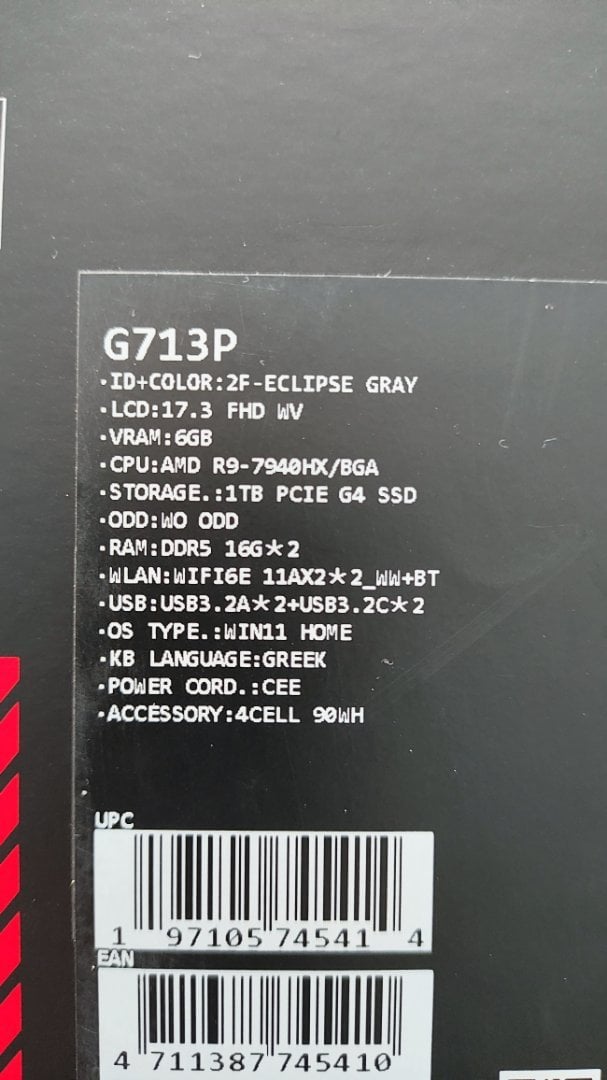 G713P
·ID+COLOR:2F-ECLIPSE GRAY
·LCD:17.3 FHD WV
·VRAM:6GB
·CPU:AMD R9-7940HX/BGA
·STORAGE.:1TB PCIE G4 SSD
·ODD:WO ODD
·RAM:DDR5 16G*2
·WLAN:WIFI6E 11AX2*2_WW+BT
·USB:USB3.2A*2+USB3.2C*2
·OS TYPE.:WIN11 HOME
·KB LANGUAGE:GREEK
·POWER CORD.:CEE
·ACCESSORY:4CELL 90WH
UPC
1 97105 74541 4
EAN
4 711387 745410